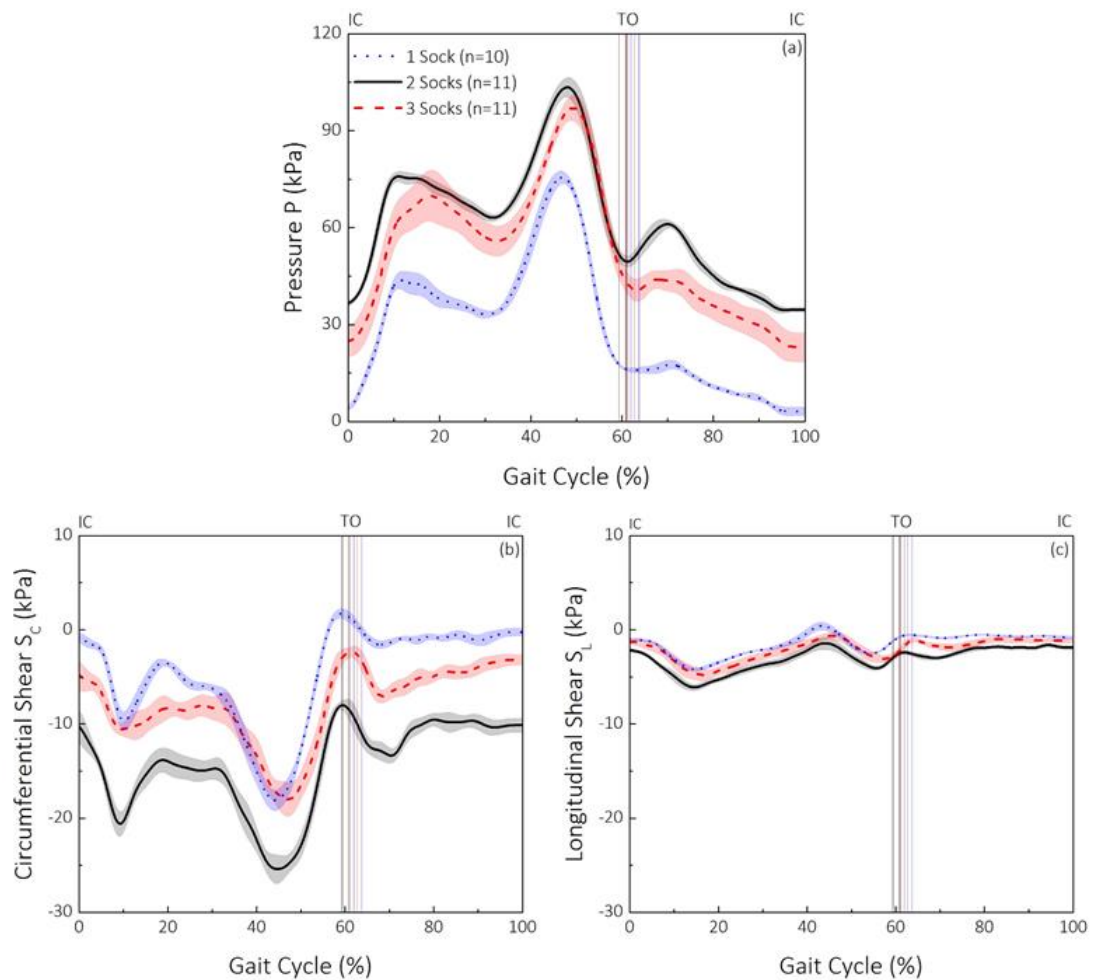 IC TO IC
120 (a)
1 Sock (n=10)
2 Socks (n=11)
3 Socks (n=11)
90
60
30
0
Pressure P (kPa)
0 20 40 60 80 100
Gait Cycle (%)
IC TO IC
10 (b)
0
-10
-20
-30
Circumferential Shear S_C (kPa)
0 20 40 60 80 100
Gait Cycle (%)
IC TO IC
10 (c)
0
-10
-20
-30
Longitudinal Shear S_L (kPa)
0 20 40 60 80 100
Gait Cycle (%)